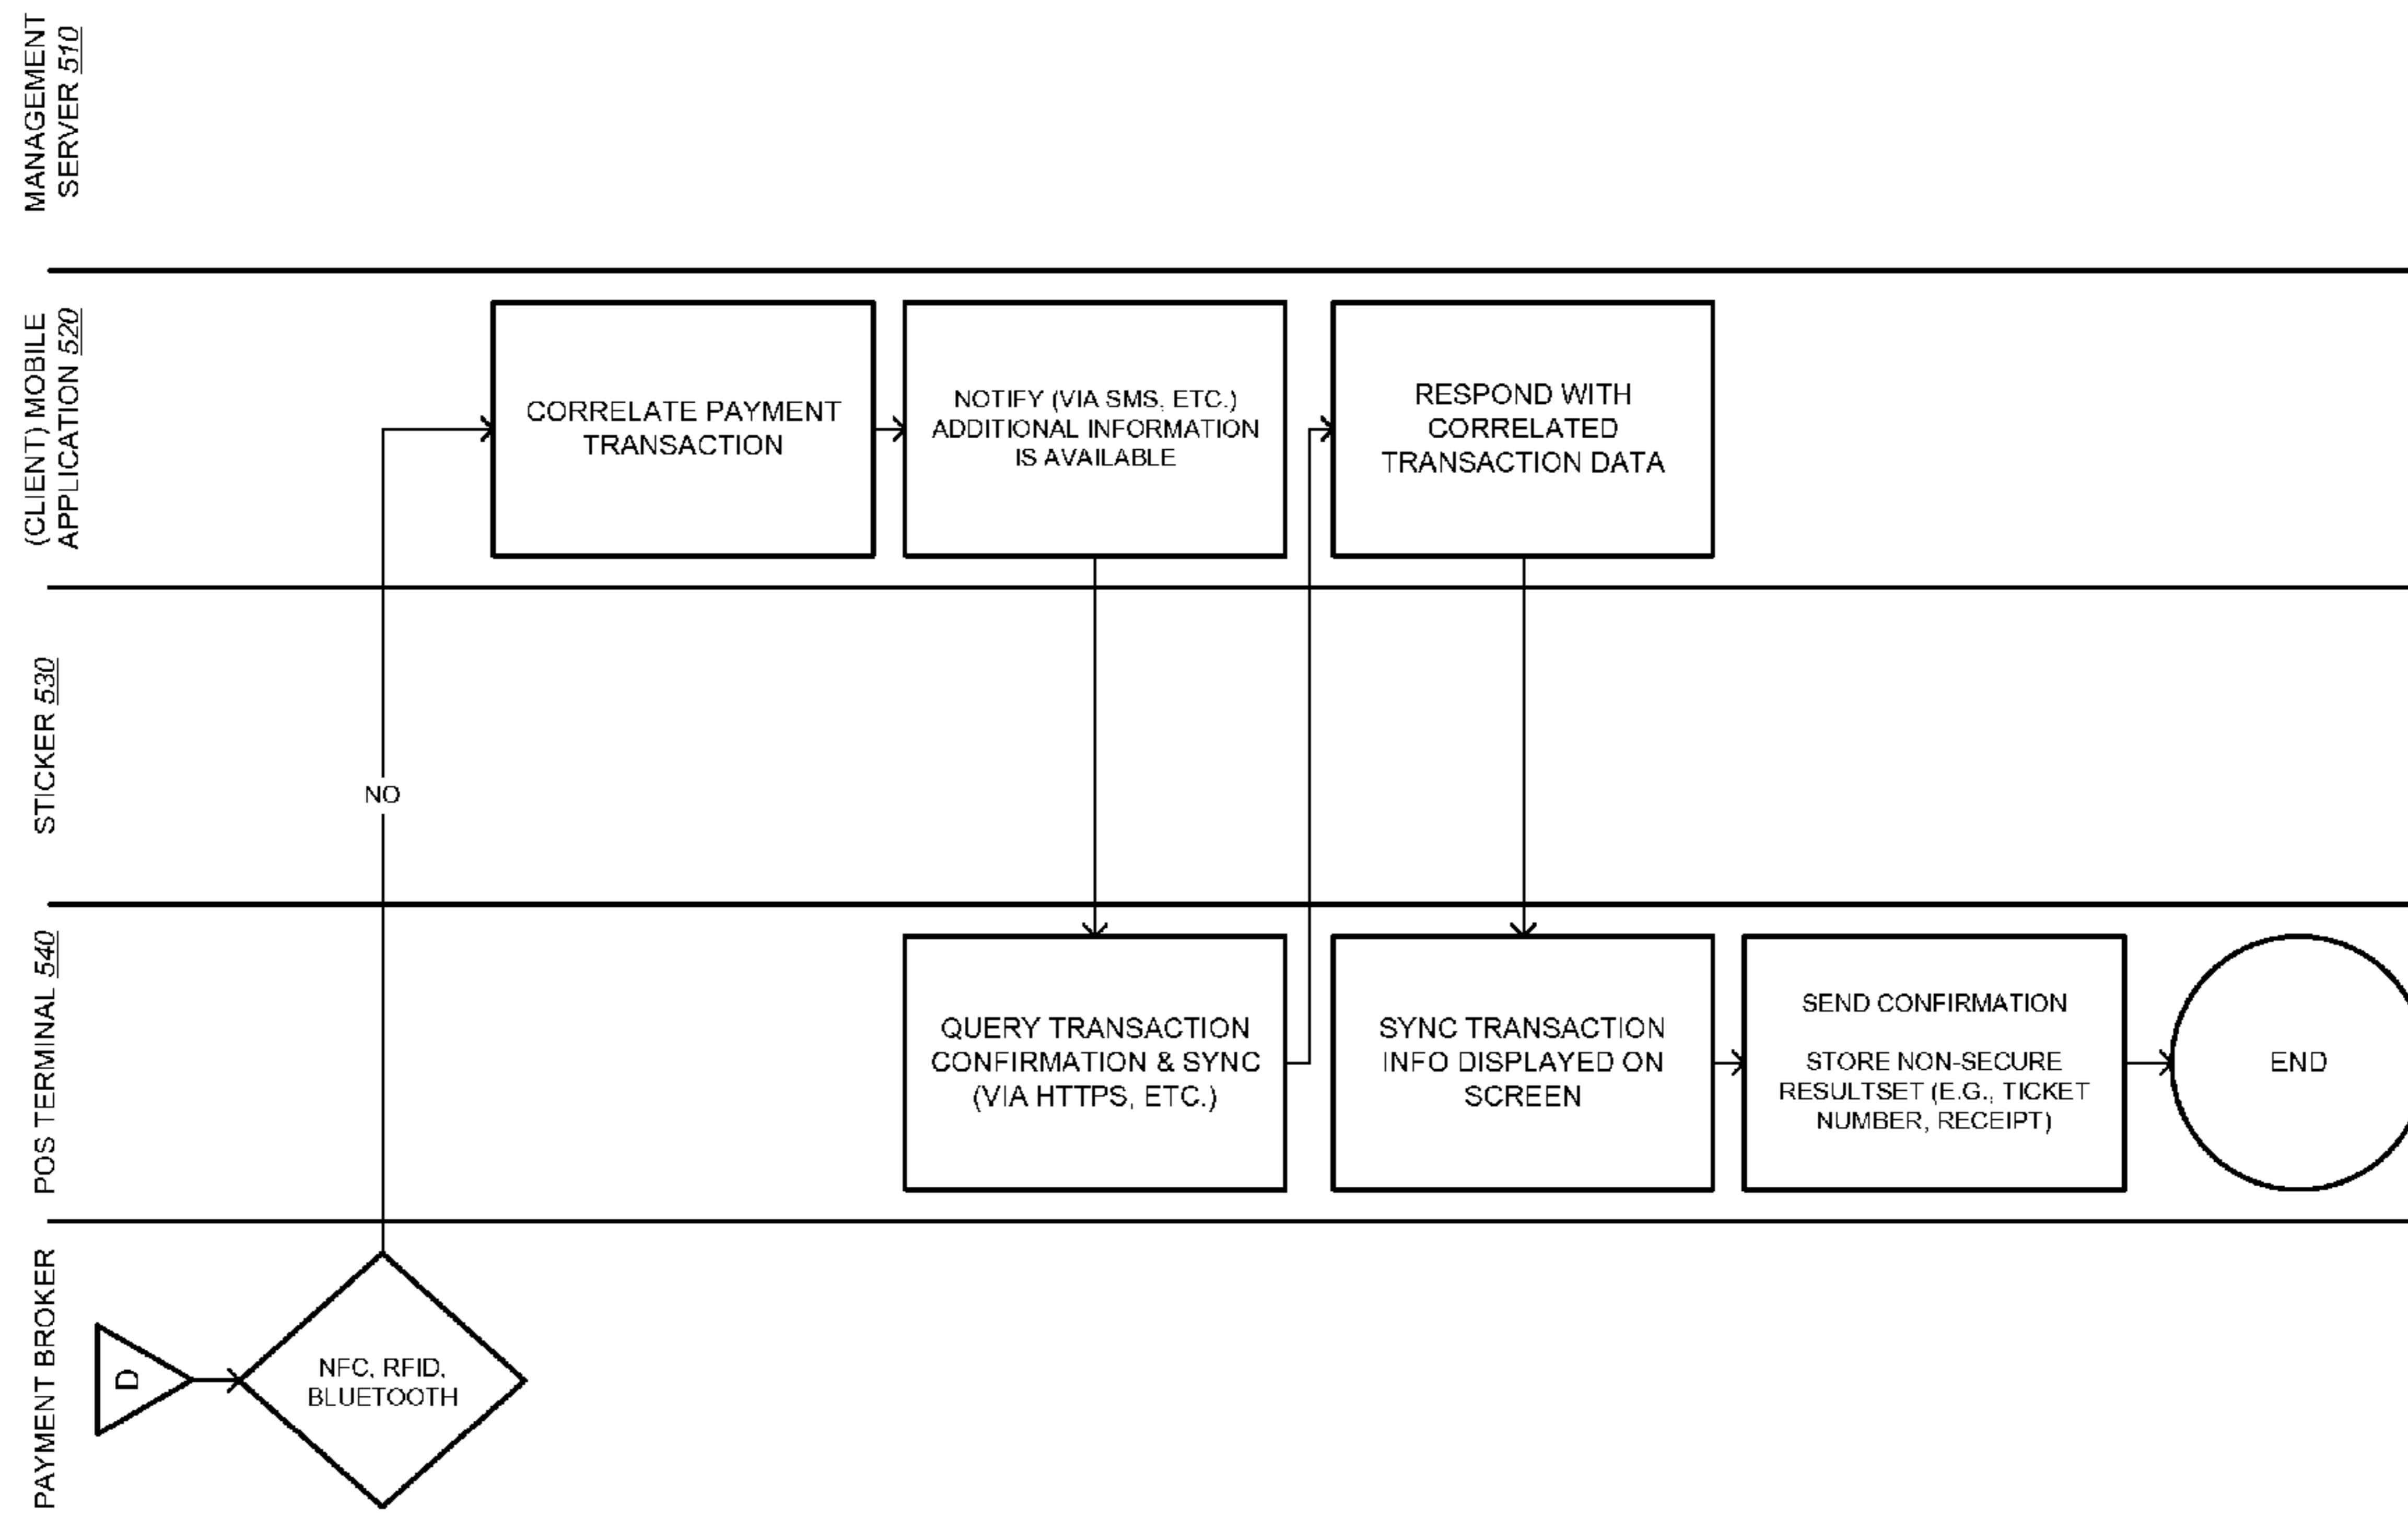 MANAGEMENT
SERVER 510
(CLIENT) MOBILE
APPLICATION 520
CORRELATE PAYMENT
TRANSACTION
NOTIFY (VIA SMS, ETC.)
ADDITIONAL INFORMATION
IS AVAILABLE
RESPOND WITH
CORRELATED
TRANSACTION DATA
STICKER 530
NO
POS TERMINAL 540
QUERY TRANSACTION
CONFIRMATION & SYNC
(VIA HTTPS, ETC.)
SYNC TRANSACTION
INFO DISPLAYED ON
SCREEN
SEND CONFIRMATION
STORE NON-SECURE
RESULTSET (E.G., TICKET
NUMBER, RECEIPT)
END
PAYMENT BROKER
D
NFC, RFID,
BLUETOOTH